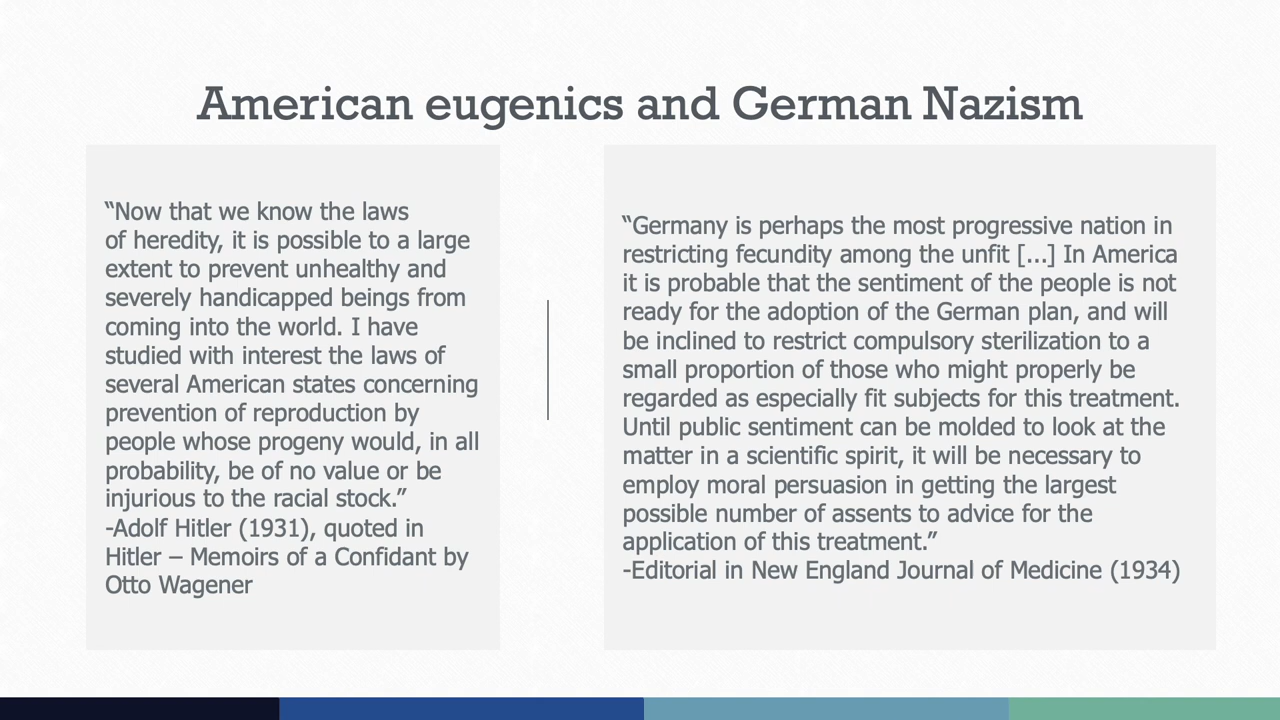 American eugenics and German Nazism
“Now that we know the laws
of heredity, it is possible to a large
extent to prevent unhealthy and
severely handicapped beings from
coming into the world. I have
studied with interest the laws of
several American states concerning
prevention of reproduction by
people whose progeny would, in all
probability, be of no value or be
injurious to the racial stock.”
-Adolf Hitler (1931), quoted in
Hitler – Memoirs of a Confidant by
Otto Wagener
“Germany is perhaps the most progressive nation in
restricting fecundity among the unfit [...] In America
it is probable that the sentiment of the people is not
ready for the adoption of the German plan, and will
be inclined to restrict compulsory sterilization to a
small proportion of those who might properly be
regarded as especially fit subjects for this treatment.
Until public sentiment can be molded to look at the
matter in a scientific spirit, it will be necessary to
employ moral persuasion in getting the largest
possible number of assents to advice for the
application of this treatment.”
-Editorial in New England Journal of Medicine (1934)